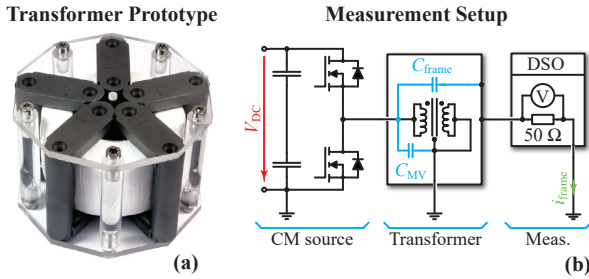 Transformer Prototype
(a)
Measurement Setup
V_DC
C_frame
C_MV
DSO
V
50 Ω
i_frame
CM source
Transformer
Meas.
(b)